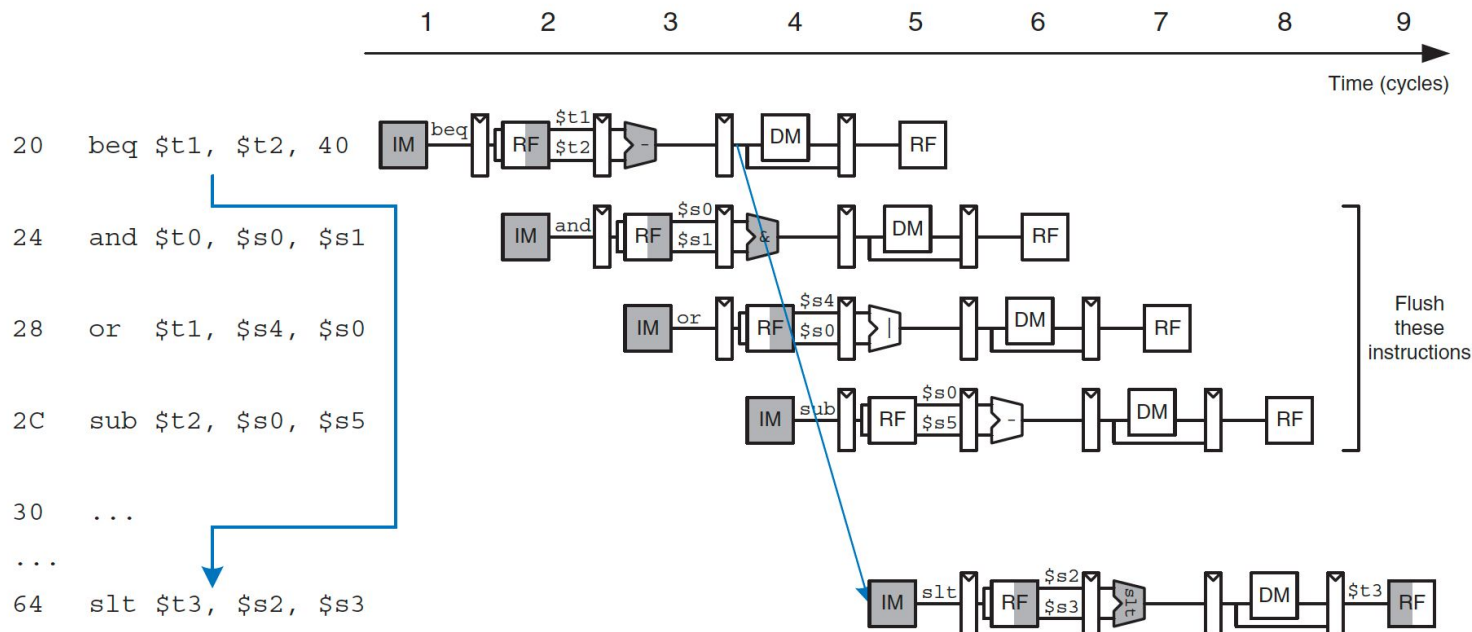 1 2 3 4 5 6 7 8 9
Time (cycles)
20 beq $t1, $t2, 40
IM beq RF $t1 $t2 - DM RF
24 and $t0, $s0, $s1
IM and RF $s0 $s1 & DM RF
28 or $t1, $s4, $s0
IM or RF $s4 $s0 | DM RF
2C sub $t2, $s0, $s5
IM sub RF $s0 $s5 - DM RF
Flush
these
instructions
30 ...
...
64 slt $t3, $s2, $s3
IM slt RF $s2 $s3 slt DM $t3 RF